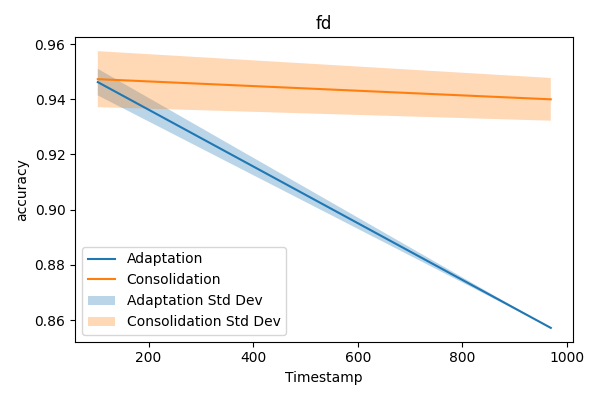 fd
accuracy
0.96
0.94
0.92
0.90
0.88
0.86
Adaptation
Consolidation
Adaptation Std Dev
Consolidation Std Dev
200
400
600
800
1000
Timestamp